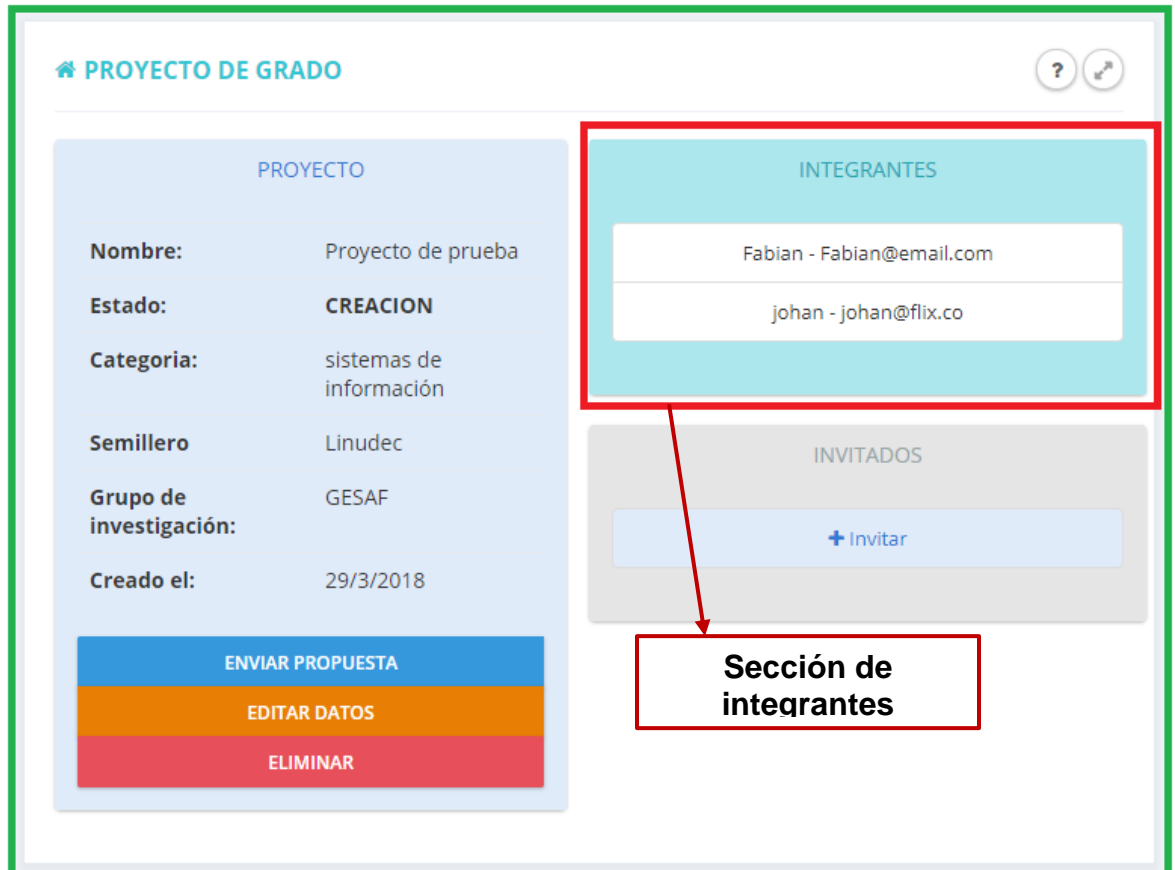 PROYECTO DE GRADO
?
PROYECTO
Nombre: Proyecto de prueba
Estado: CREACION
Categoria: sistemas de
información
Semillero Linudec
Grupo de GESAF
investigación:
Creado el: 29/3/2018
ENVIAR PROPUESTA
EDITAR DATOS
ELIMINAR
INTEGRANTES
Fabian - Fabian@email.com
johan - johan@flix.co
INVITADOS
+ Invitar
Sección de
integrantes